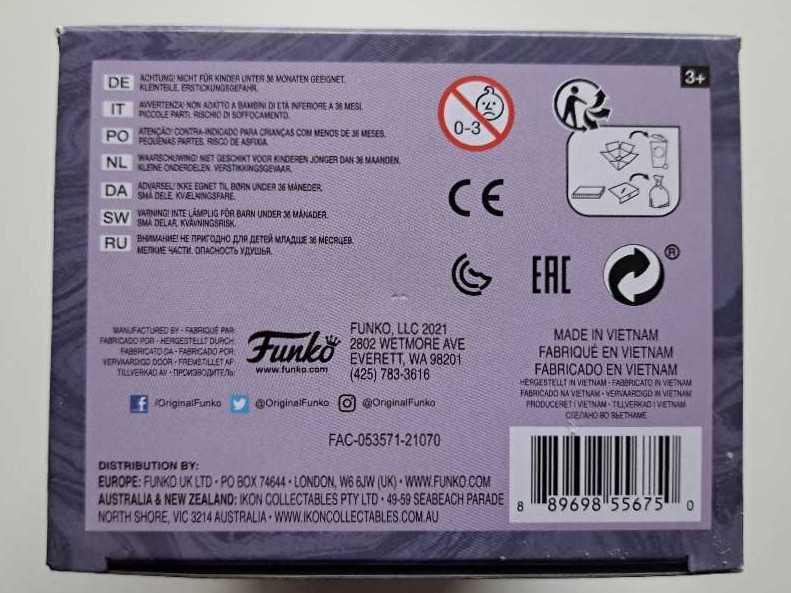 3+
DE ACHTUNG! NICHT FÜR KINDER UNTER 36 MONATEN GEEIGNET.
KLEINTEILE, ERSTICKUNGSGEFAHR.
IT AVVERTENZA! NON ADATTO A BAMBINI DI ETÀ INFERIORE A 36 MESI.
PICCOLE PARTI. RISCHIO DI SOFFOCAMENTO.
PO ATENÇÃO! CONTRA-INDICADO PARA CRIANÇAS COM MENOS DE 36 MESES.
PEQUENAS PARTES. RISCO DE ASFIXIA.
NL WAARSCHUWING! NIET GESCHIKT VOOR KINDEREN JONGER DAN 36 MAANDEN.
KLEINE ONDERDELEN. VERSTIKKINGSGEVAAR.
DA ADVARSEL! IKKE EGNET TIL BØRN UNDER 36 MÅNEDER.
SMÅ DELE, KVÆLNINGSFARE.
SW VARNING! INTE LÄMPLIG FÖR BARN UNDER 36 MÅNADER.
SMÅ DELAR, KVÄVNINGSRISK.
RU ВНИМАНИЕ! НЕ ПРИГОДНО ДЛЯ ДЕТЕЙ МЛАДШЕ 36 МЕСЯЦЕВ.
МЕЛКИЕ ЧАСТИ. ОПАСНОСТЬ УДУШЬЯ.
0-3
CE
EAC
®
MANUFACTURED BY • FABRIQUÉ PAR:
FABRICADO POR • HERGESTELLT DURCH:
FABBRICATO DA • FABRICADO POR:
VERVAARDIGD DOOR • FREMSTILLET AF:
TILLVERKAD AV • ПРОИЗВОДИТЕЛЬ:
Funko
www.funko.com
FUNKO, LLC 2021
2802 WETMORE AVE
EVERETT, WA 98201
(425) 783-3616
/OriginalFunko @OriginalFunko @OriginalFunko
FAC-053571-21070
MADE IN VIETNAM
FABRIQUÉ EN VIETNAM
FABRICADO EN VIETNAM
HERGESTELLT IN VIETNAM • FABBRICATO IN VIETNAM
FABRICADO NA VIETNAM • VERVAARDIGD IN VIETNAM
PRODUCERET I VIETNAM • TILLVERKAD I VIETNAM
СДЕЛАНО ВО ВЬЕТНАМЕ
DISTRIBUTION BY:
EUROPE: FUNKO UK LTD • PO BOX 74644 • LONDON, W6 6JW (UK) • WWW.FUNKO.COM
AUSTRALIA & NEW ZEALAND: IKON COLLECTABLES PTY LTD • 49-59 SEABEACH PARADE
NORTH SHORE, VIC 3214 AUSTRALIA • WWW.IKONCOLLECTABLES.COM.AU
8 89698 55675 0